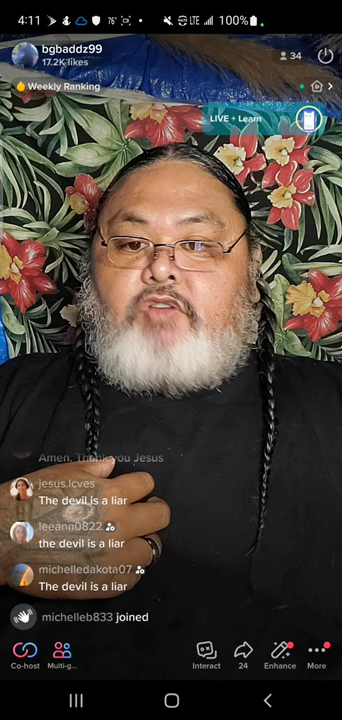 4:11
76°
LTE
100%
bgbaddz99
17.2K likes
34
Weekly Ranking
LIVE + Learn
Amen, Thank you Jesus
jesus.lcves
The devil is a liar
leeann0822
the devil is a liar
michelledakota07
The devil is a liar
michelleb833 joined
Co-host
Multi-g...
Interact
24
Enhance
More